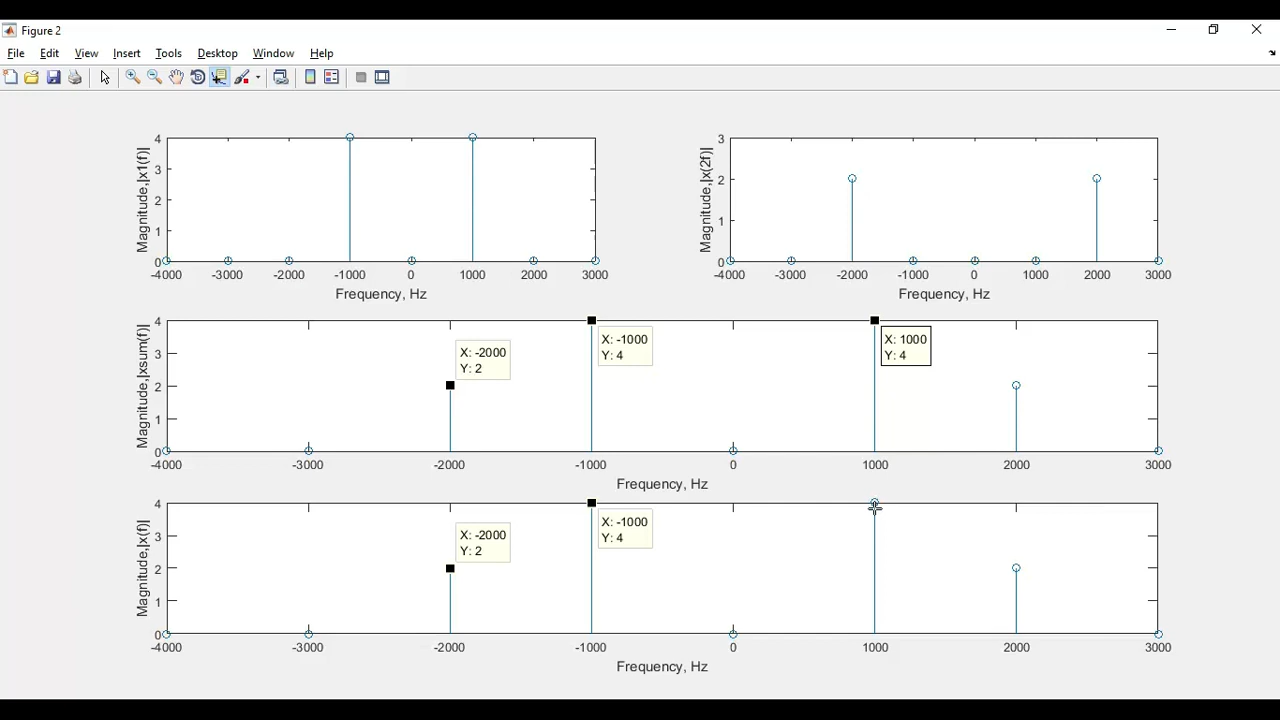 Figure 2
File Edit View Insert Tools Desktop Window Help
Magnitude,|x1(f)|
4
3
2
1
0
-4000 -3000 -2000 -1000 0 1000 2000 3000
Frequency, Hz
Magnitude,|x(2f)|
3
2
1
0
-4000 -3000 -2000 -1000 0 1000 2000 3000
Frequency, Hz
Magnitude,|xsum(f)|
4
3
2
1
0
X: -2000
Y: 2
X: -1000
Y: 4
X: 1000
Y: 4
-4000 -3000 -2000 -1000 0 1000 2000 3000
Frequency, Hz
Magnitude,|x(f)|
4
3
2
1
0
X: -2000
Y: 2
X: -1000
Y: 4
-4000 -3000 -2000 -1000 0 1000 2000 3000
Frequency, Hz